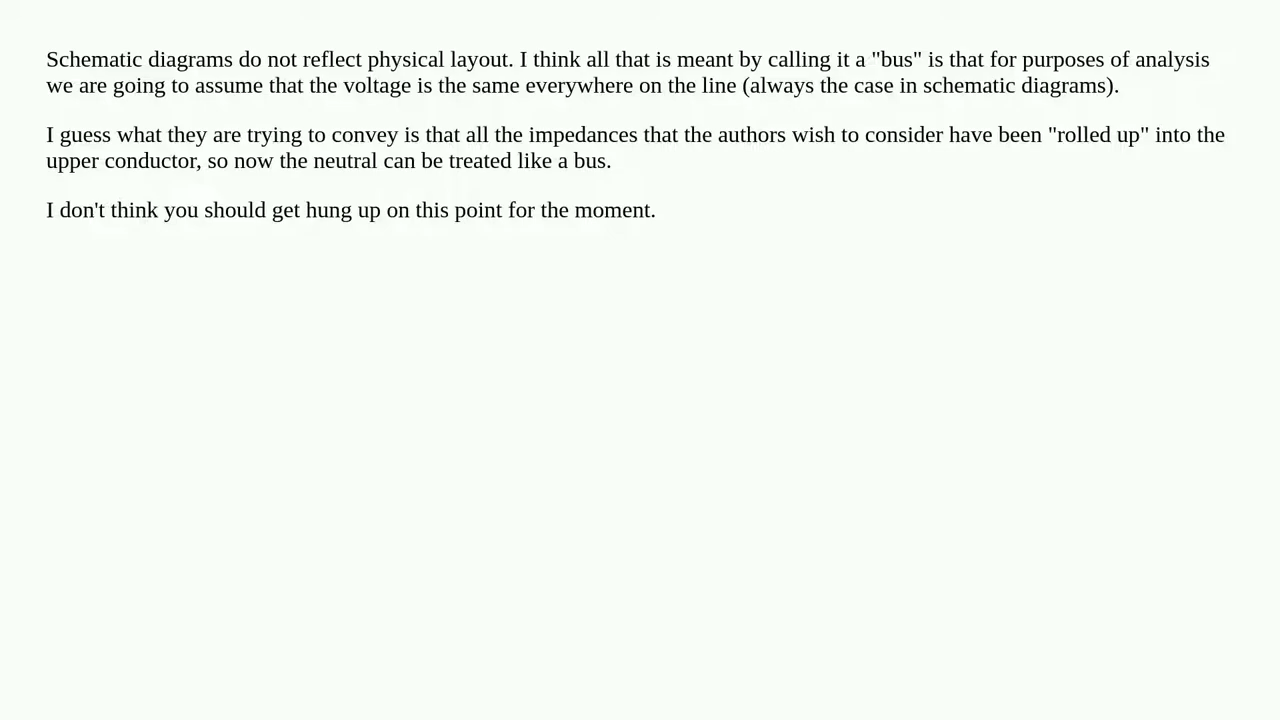 Schematic diagrams do not reflect physical layout. I think all that is meant by calling it a "bus" is that for purposes of analysis
we are going to assume that the voltage is the same everywhere on the line (always the case in schematic diagrams).
I guess what they are trying to convey is that all the impedances that the authors wish to consider have been "rolled up" into the
upper conductor, so now the neutral can be treated like a bus.
I don't think you should get hung up on this point for the moment.